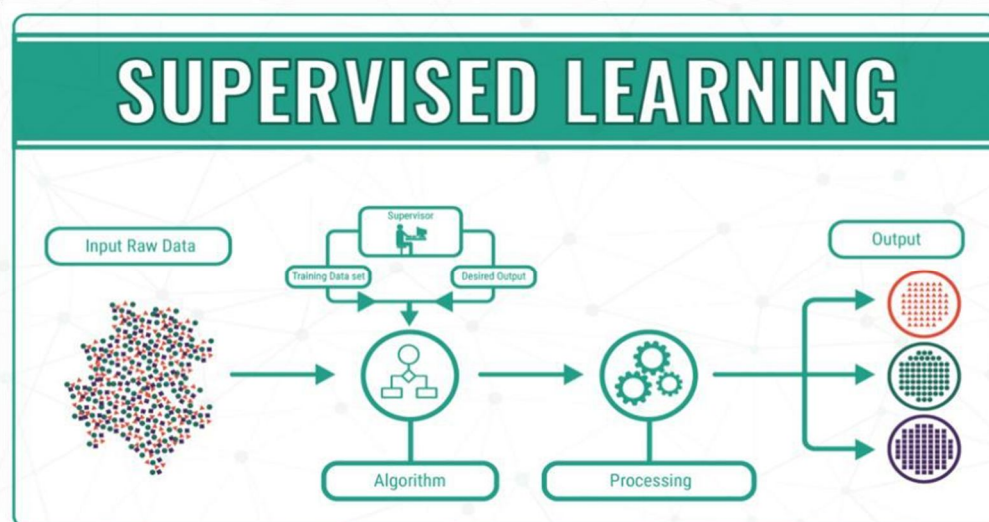 SUPERVISED LEARNING
Input Raw Data
Supervisor
Training Data set
Desired Output
Algorithm
Processing
Output